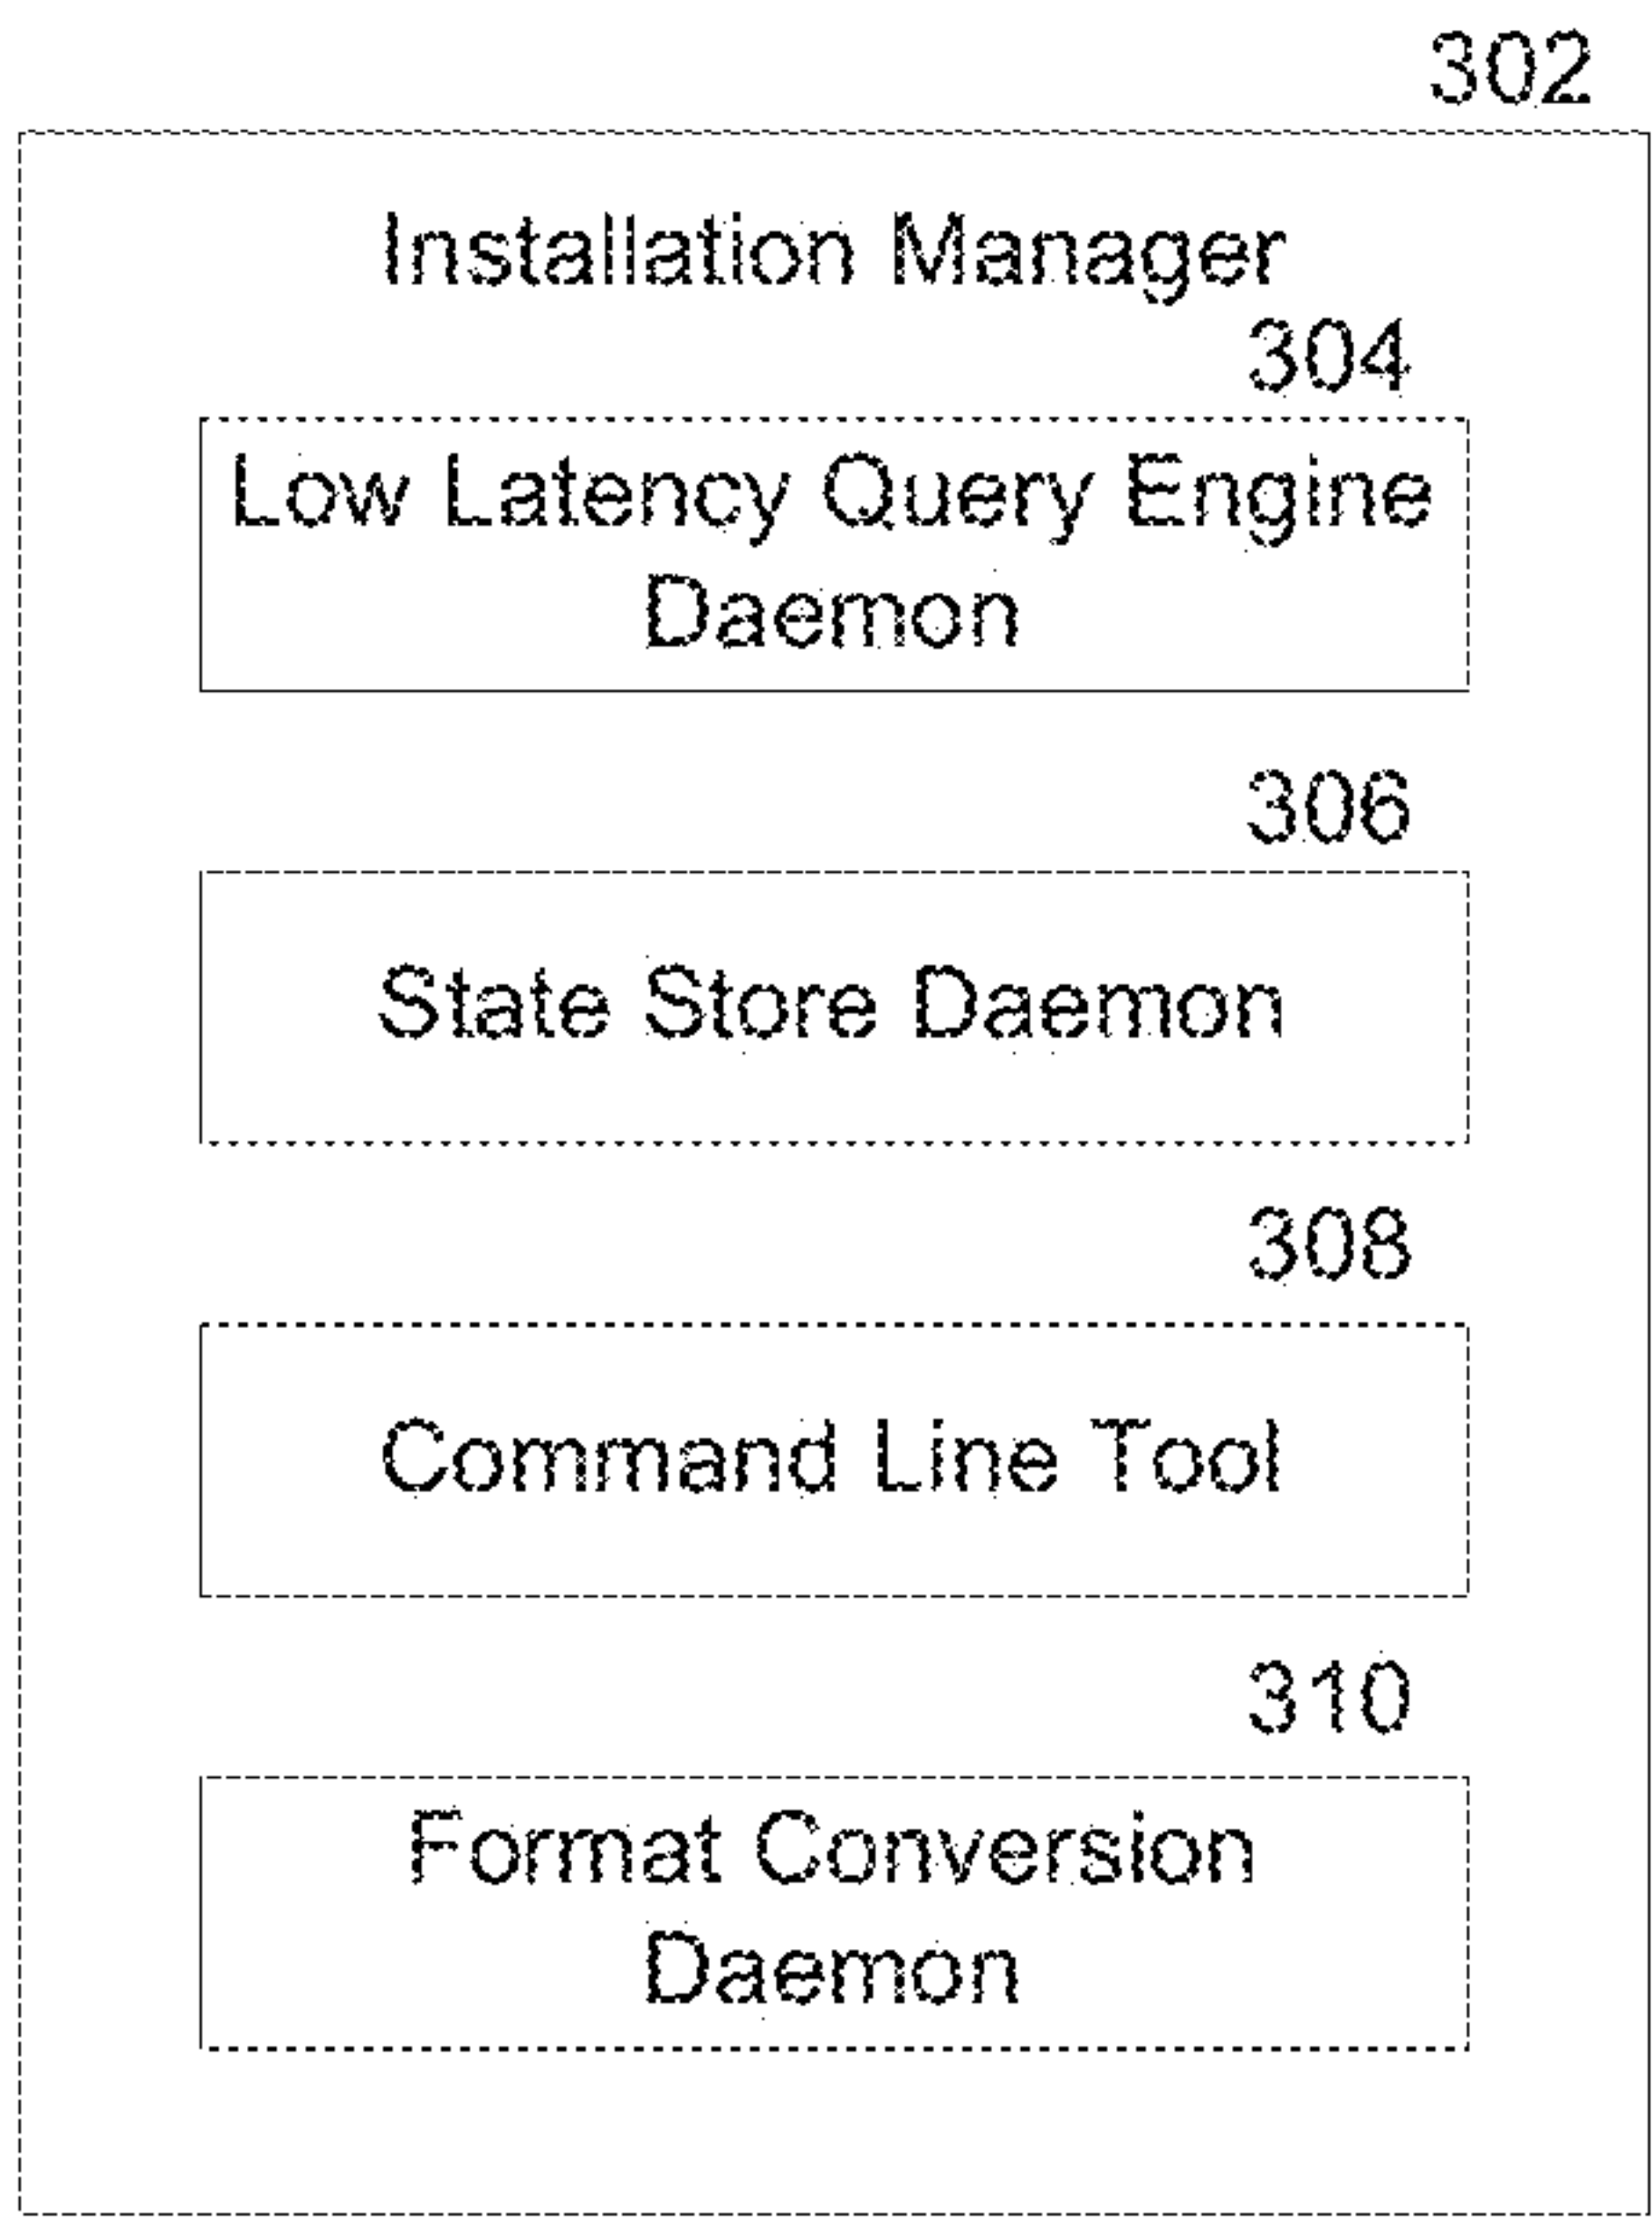 302
Installation Manager
304
Low Latency Query Engine
Daemon
306
State Store Daemon
308
Command Line Tool
310
Format Conversion
Daemon